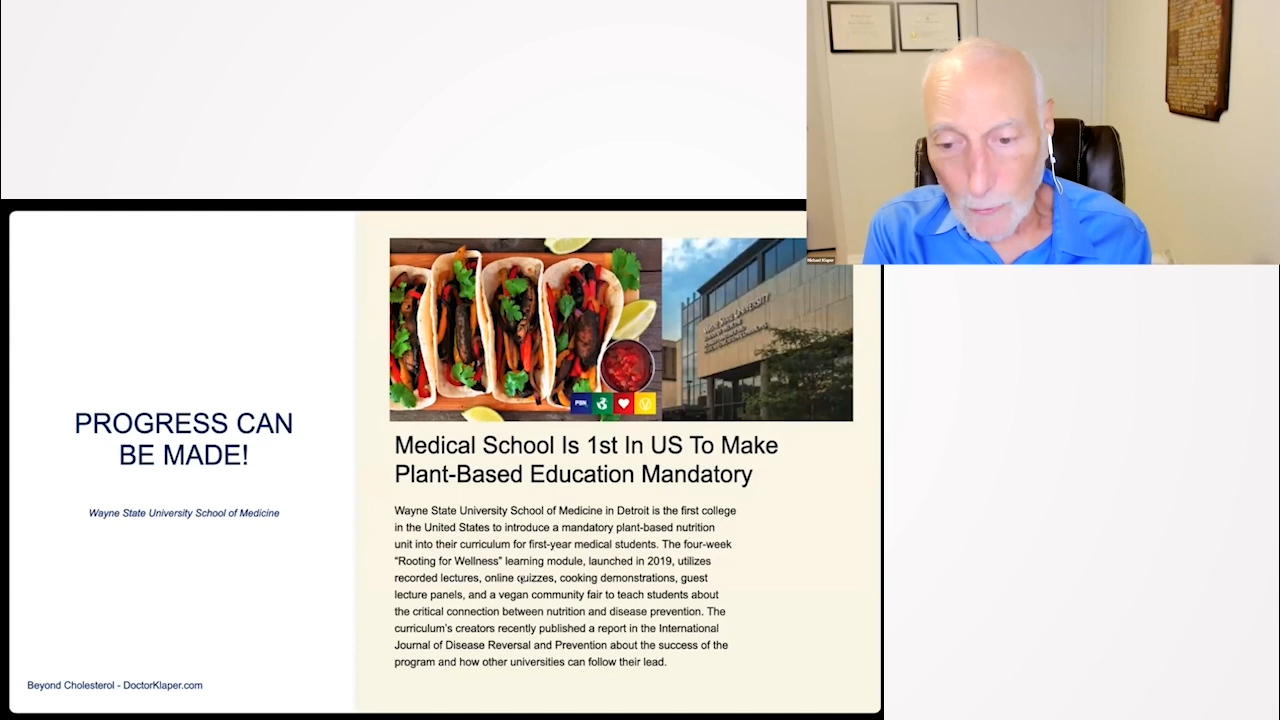 Michael Klaper
PROGRESS CAN
BE MADE!
Wayne State University School of Medicine
Beyond Cholesterol - DoctorKlaper.com
PBN
WAYNE STATE UNIVERSITY
Medical School Is 1st In US To Make
Plant-Based Education Mandatory
Wayne State University School of Medicine in Detroit is the first college
in the United States to introduce a mandatory plant-based nutrition
unit into their curriculum for first-year medical students. The four-week
“Rooting for Wellness” learning module, launched in 2019, utilizes
recorded lectures, online quizzes, cooking demonstrations, guest
lecture panels, and a vegan community fair to teach students about
the critical connection between nutrition and disease prevention. The
curriculum’s creators recently published a report in the International
Journal of Disease Reversal and Prevention about the success of the
program and how other universities can follow their lead.